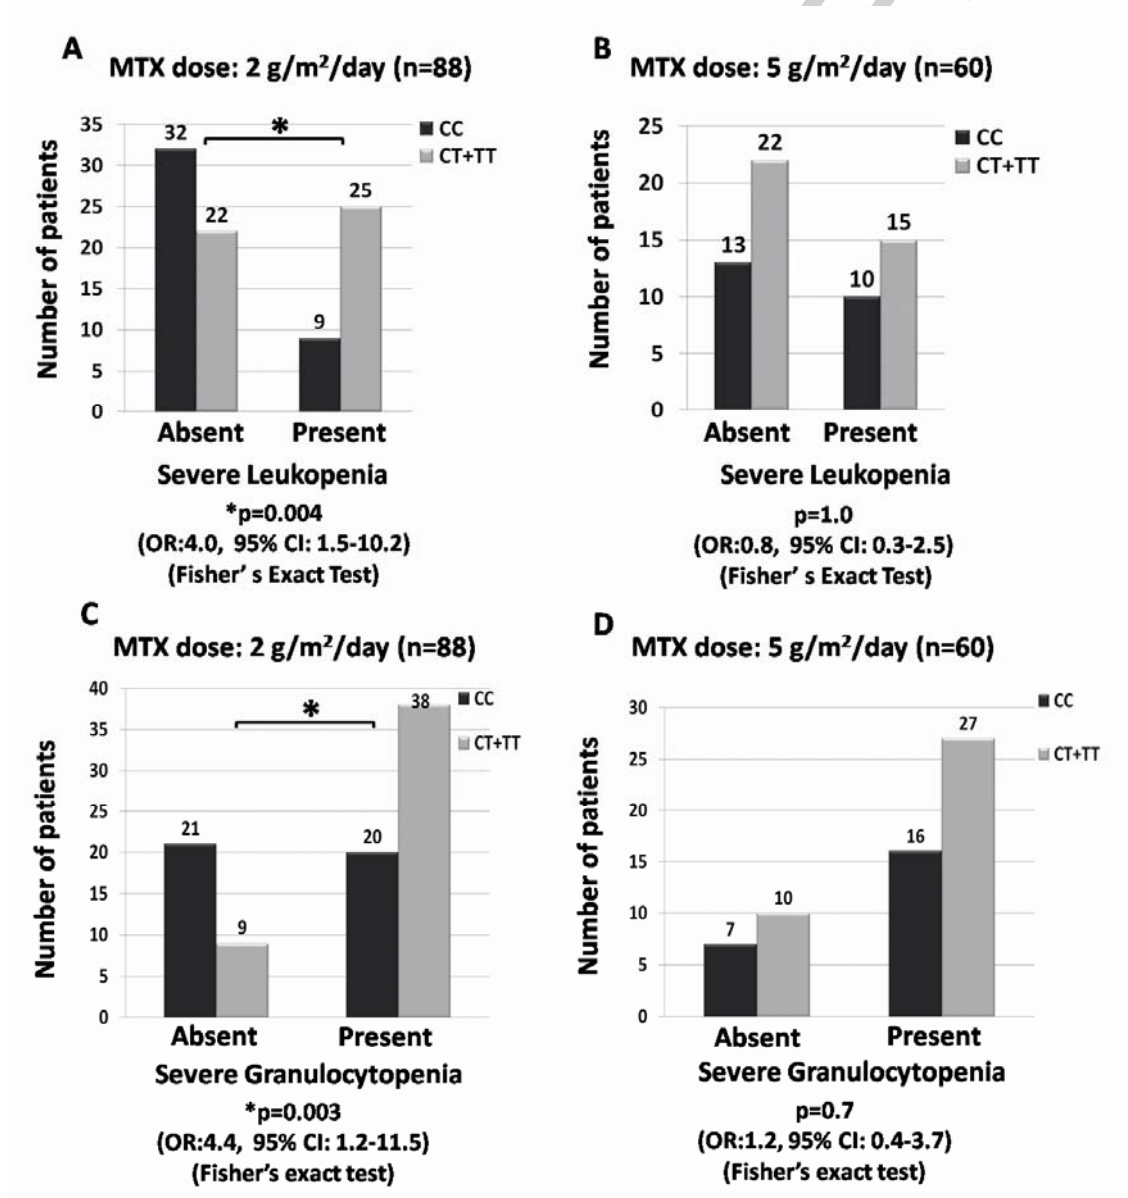 A
MTX dose: 2 g/m²/day (n=88)
35
30
25
20
15
10
5
0
32
22
9
25
*
CC
CT+TT
Number of patients
Absent Present
Severe Leukopenia
*p=0.004
(OR:4.0, 95% CI: 1.5-10.2)
(Fisher' s Exact Test)
B
MTX dose: 5 g/m²/day (n=60)
25
20
15
10
5
0
13
22
10
15
CC
CT+TT
Number of patients
Absent Present
Severe Leukopenia
p=1.0
(OR:0.8, 95% CI: 0.3-2.5)
(Fisher' s Exact Test)
C
MTX dose: 2 g/m²/day (n=88)
40
35
30
25
20
15
10
5
0
21
9
20
38
*
CC
CT+TT
Number of patients
Absent Present
Severe Granulocytopenia
*p=0.003
(OR:4.4, 95% CI: 1.2-11.5)
(Fisher's exact test)
D
MTX dose: 5 g/m²/day (n=60)
30
25
20
15
10
5
0
7
10
16
27
CC
CT+TT
Number of patients
Absent Present
Severe Granulocytopenia
p=0.7
(OR:1.2, 95% CI: 0.4-3.7)
(Fisher's exact test)